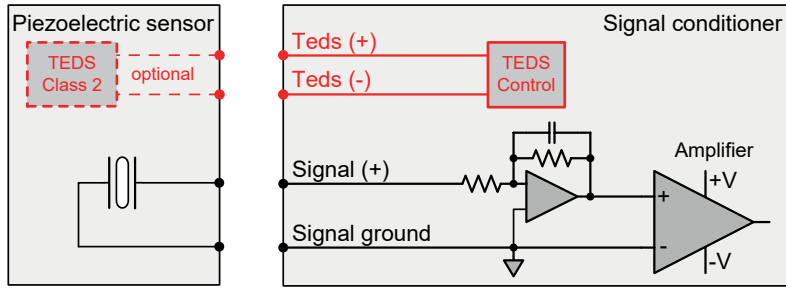 Piezoelectric sensor
TEDS
Class 2
optional
Signal conditioner
Teds (+)
Teds (-)
TEDS
Control
Signal (+)
Signal ground
Amplifier
+V
+
-
-V